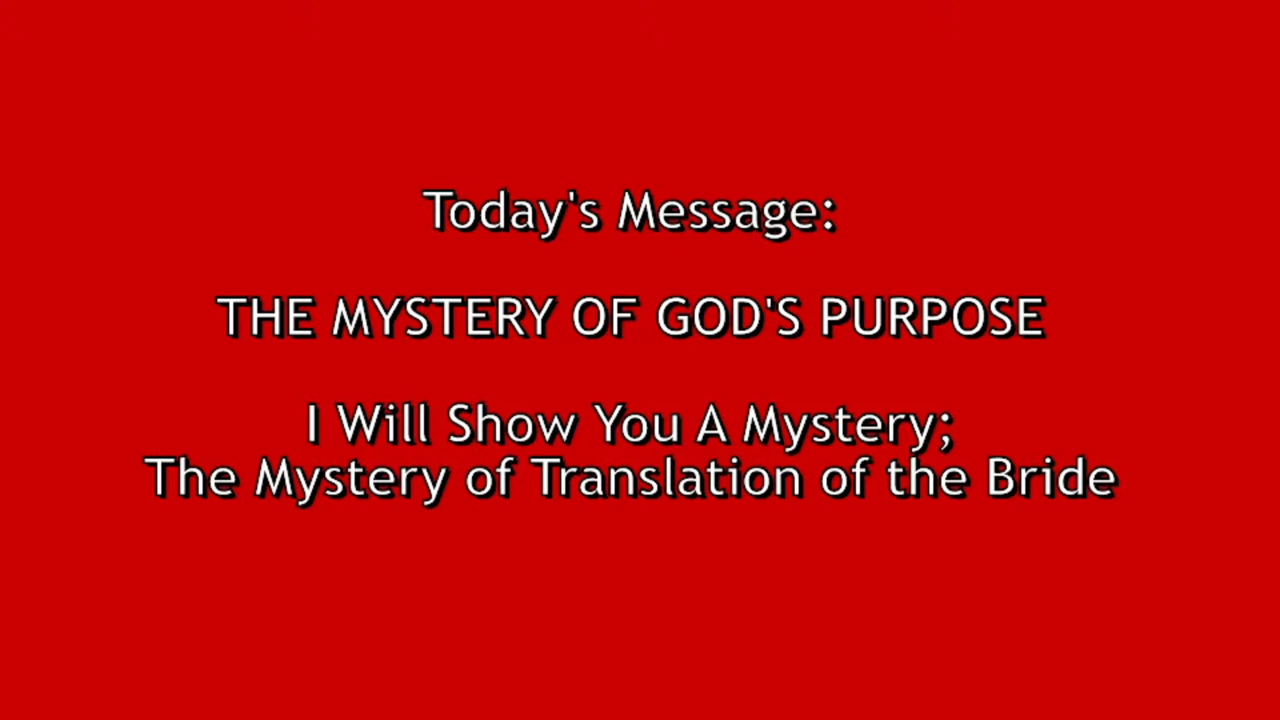 Today's Message:
THE MYSTERY OF GOD'S PURPOSE
I Will Show You A Mystery;
The Mystery of Translation of the Bride